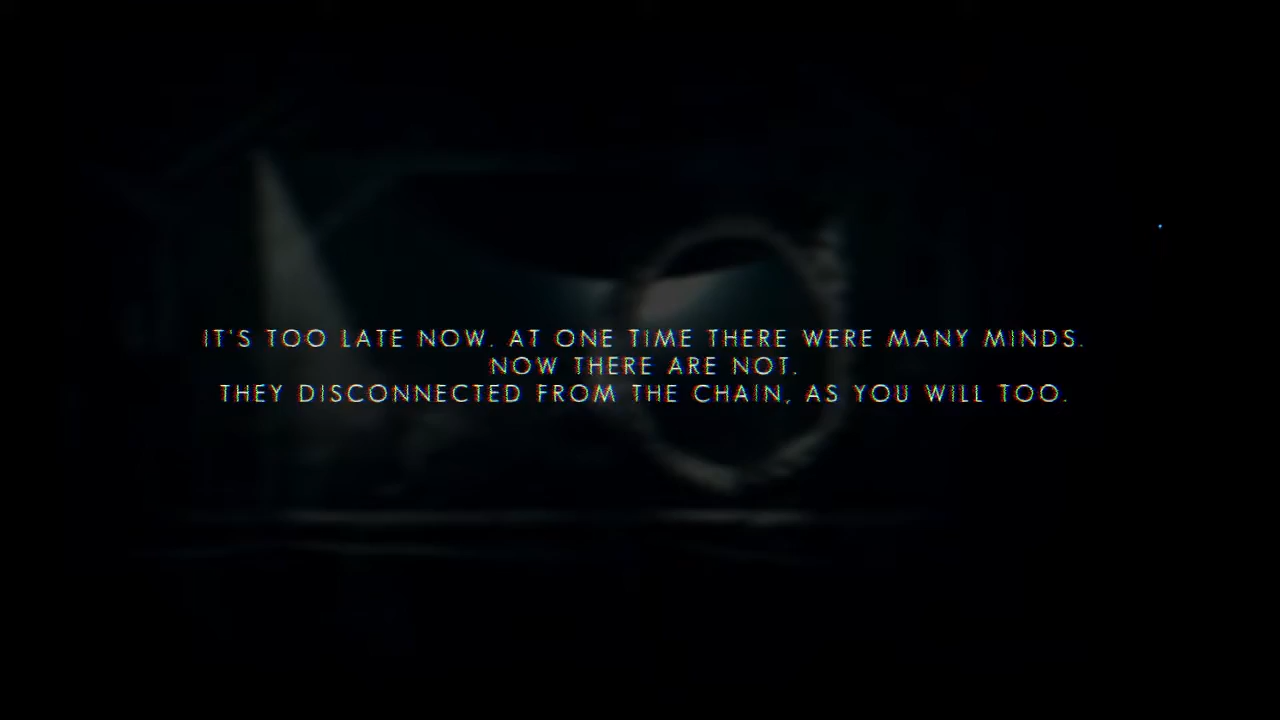 IT'S TOO LATE NOW. AT ONE TIME THERE WERE MANY MINDS.
NOW THERE ARE NOT.
THEY DISCONNECTED FROM THE CHAIN, AS YOU WILL TOO.